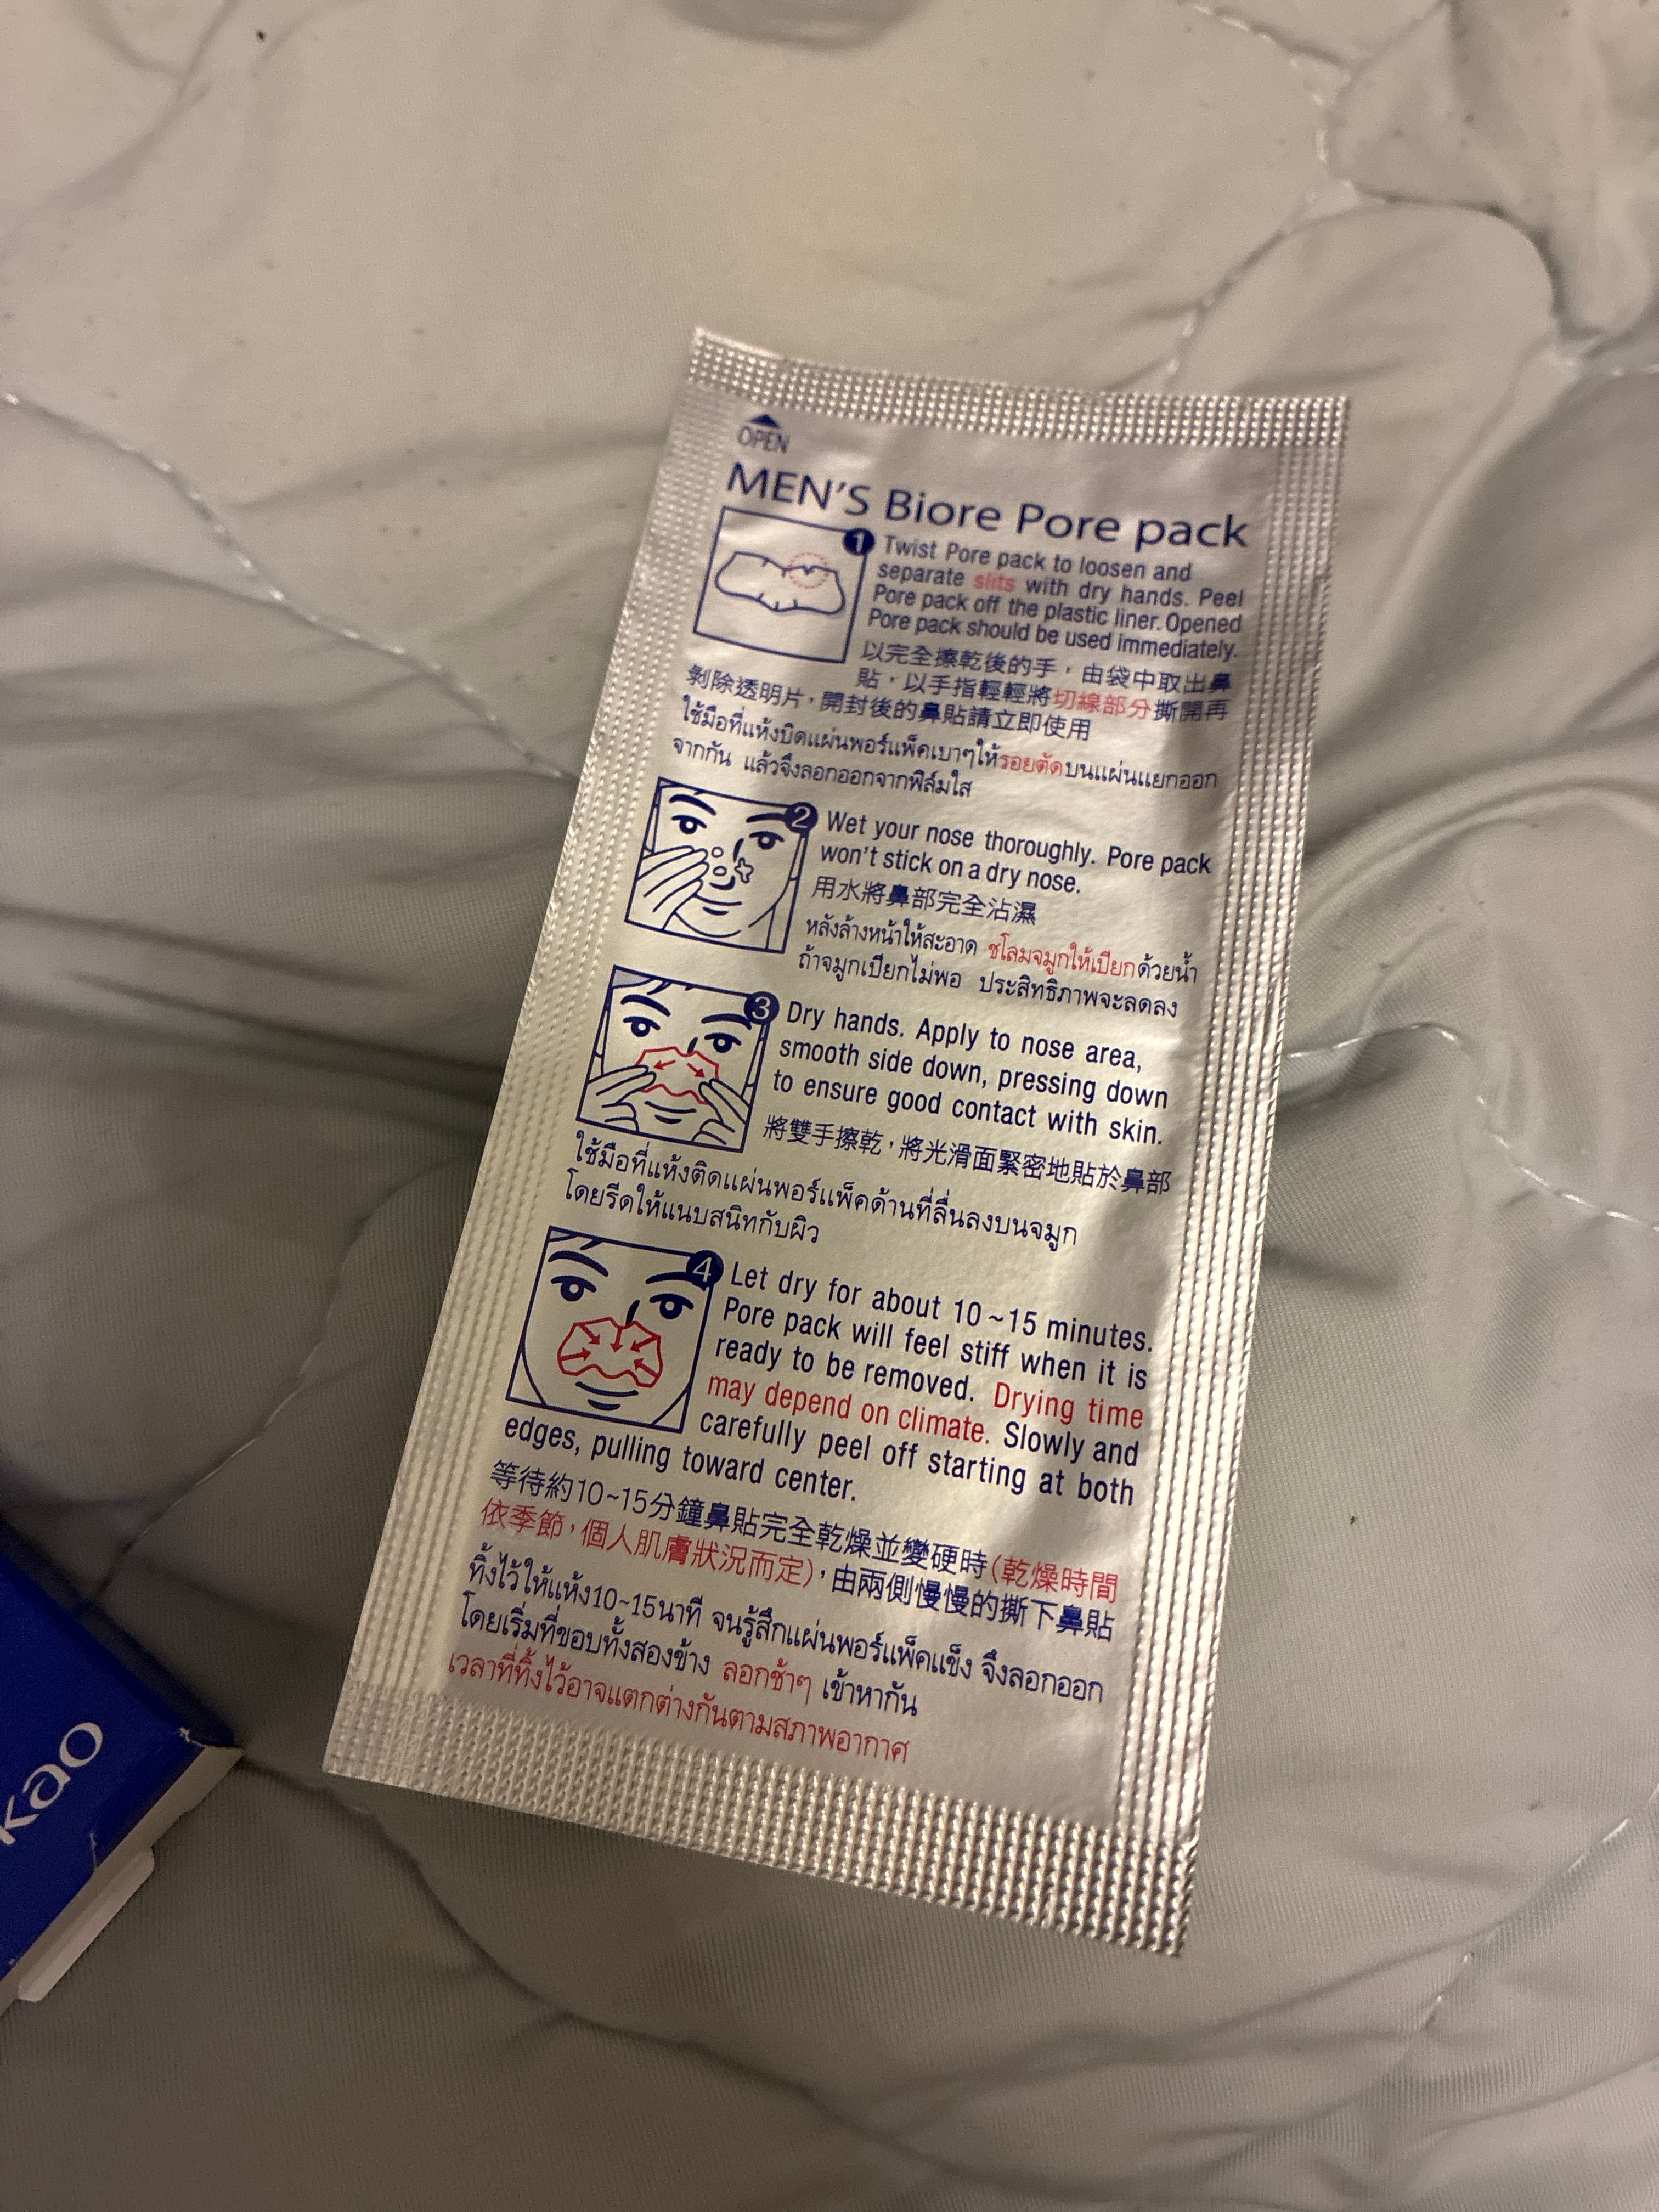 OPEN
MEN'S Biore Pore pack
1
Twist Pore pack to loosen and
separate slits with dry hands. Peel
Pore pack off the plastic liner. Opened
Pore pack should be used immediately.
以完全擦乾後的手，由袋中取出鼻
貼，以手指輕輕將切線部分撕開再
剝除透明片，開封後的鼻貼請立即使用
ใช้มือที่แห้งบิดแผ่นพอร์แพ็คเบาๆให้รอยตัดบนแผ่นแยกออก
จากกัน แล้วจึงลอกออกจากฟิล์มใส
2
Wet your nose thoroughly. Pore pack
won't stick on a dry nose.
用水將鼻部完全沾濕
หลังล้างหน้าให้สะอาด ชโลมจมูกให้เปียกด้วยน้ำ
ถ้าจมูกเปียกไม่พอ ประสิทธิภาพจะลดลง
3
Dry hands. Apply to nose area,
smooth side down, pressing down
to ensure good contact with skin.
將雙手擦乾，將光滑面緊密地貼於鼻部
ใช้มือที่แห้งติดแผ่นพอร์แพ็คด้านที่ลื่นลงบนจมูก
โดยรีดให้แนบสนิทกับผิว
4
Let dry for about 10~15 minutes.
Pore pack will feel stiff when it is
ready to be removed. Drying time
may depend on climate. Slowly and
carefully peel off starting at both
edges, pulling toward center.
等待約10~15分鐘鼻貼完全乾燥並變硬時(乾燥時間
依季節，個人肌膚狀況而定)，由兩側慢慢的撕下鼻貼
ทิ้งไว้ให้แห้ง10~15นาที จนรู้สึกแผ่นพอร์แพ็คแข็ง จึงลอกออก
โดยเริ่มที่ขอบทั้งสองข้าง ลอกช้าๆ เข้าหากัน
เวลาที่ทิ้งไว้อาจแตกต่างกันตามสภาพอากาศ
kao